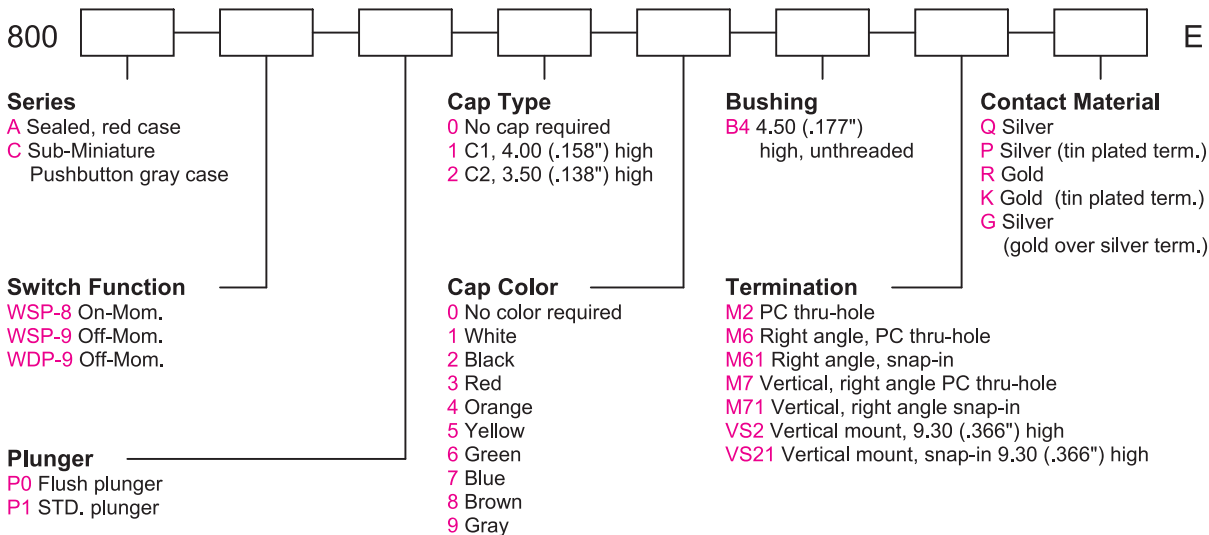 800
E
Series
A Sealed, red case
C Sub-Miniature
Pushbutton gray case
Cap Type
0 No cap required
1 C1, 4.00 (.158") high
2 C2, 3.50 (.138") high
Bushing
B4 4.50 (.177")
high, unthreaded
Contact Material
Q Silver
P Silver (tin plated term.)
R Gold
K Gold (tin plated term.)
G Silver
(gold over silver term.)
Switch Function
WSP-8 On-Mom.
WSP-9 Off-Mom.
WDP-9 Off-Mom.
Cap Color
0 No color required
1 White
2 Black
3 Red
4 Orange
5 Yellow
6 Green
7 Blue
8 Brown
9 Gray
Termination
M2 PC thru-hole
M6 Right angle, PC thru-hole
M61 Right angle, snap-in
M7 Vertical, right angle PC thru-hole
M71 Vertical, right angle snap-in
VS2 Vertical mount, 9.30 (.366") high
VS21 Vertical mount, snap-in 9.30 (.366") high
Plunger
P0 Flush plunger
P1 STD. plunger